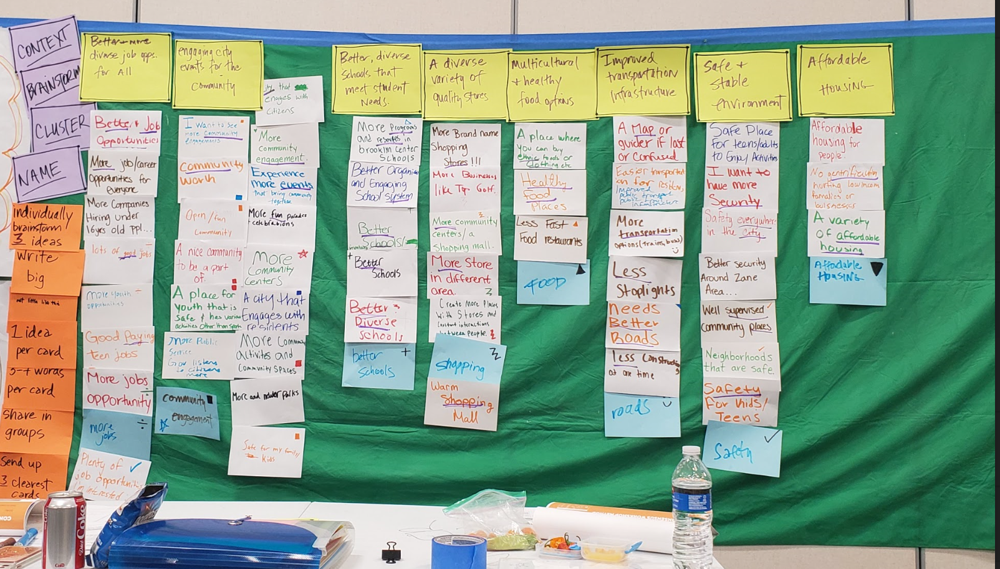 CONTEXT
BRAINSTORM
CLUSTER
NAME
individually
brainstorm
3 ideas
Write
big
not little like this
1 idea
per card
per card
share in
groups
Send up
3 clearest
cards
Better + more
diverse job opps.
for All
Better Job
Opportunities
More job/career
Opportunities for
everyone
More Companies
Hiring under
16yrs old PPl...
lots of good jobs
more youth
opportunities
Good Paying
teen jobs
More jobs
opportunity
more
jobs
Plenty of
job opportunities
I'm interested
engaging city
events for the
community
I Want to see
more Community
engagements
Community
Worth
Open/fun
Community
A nice community
to be a part
of.
A place for
youth that is
safe & has various
activities other than sports
More Public
Service
Gov listens
to citizens
more
community
engagement
city that
engages with
citizens
More
community
engagement.
Experience
more events
that bring community
together
More fun parades
+ celebrations
More
Community
Centers
A city that
Engages with
residents
More Commun
activites and
Community spaces
More and newer parks
Safe for my family/
kids
Better, diverse
schools that
meet student
Needs.
More Programs
and resources in
brooklyn center
schools
Better Organi
and Engaging
School system
Better
Schools/
Better
Schools
Better
Diverse
schools
better
schools
A diverse
variety of
quality stores
More Brand name
Shopping
Stores!!!
More Businesses
like Top Golf.
More community
centers/a
Shopping mall.
More Store
in different
area.
Create More Places
with Stores and
constant interactions
between People.
shopping
Warm
Shopping
Mall
Multicultural
+ healthy
food options
A place where
you can buy
ethnic foods or
clothing etc
Healthy
Food
Places
Less Fast
Food restaurants
FOOD
Improved
transportation
infrastructure
A Map or
guider if lost
or Confused
Easier transportati
on for residents,
improved
public transport
infrastructure
More
transportation
options (trains, bus)
Less
Stoplights
needs
Better
Roads
Less Construction
at one time
roads
Safe +
stable
environment
Safe Place
for teens/adults
to Enjoy Activities
I want to
have more
Security
Safety everywhere
in the city
Better security
Around Zane
Area...
Well supervised
community places
Neighborhoods
that are safe.
Safety
For kids/
Teens
Safety
Affordable
HOUSING
Affordable
housing for
people.
No gentrification
hurting low incom
families or
buisnesses
A variety
of affordable
housing
Affordable
HOUSING
Diet Coke
Coke